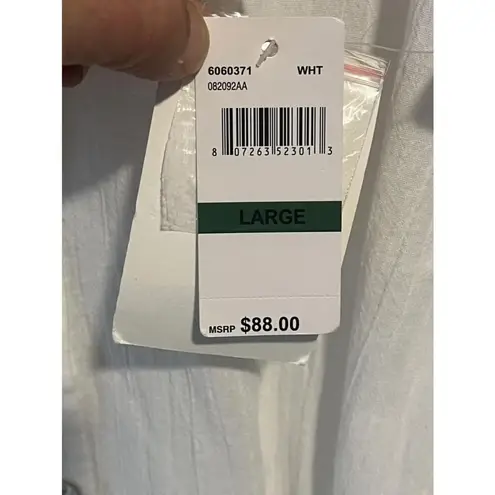 6060371 WHT
082092AA
8 07263 52301 3
LARGE
MSRP $88.00